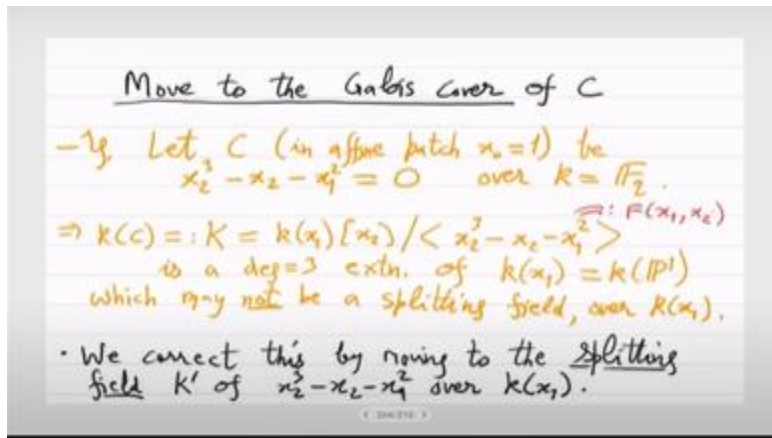 Move to the Galois cover of C
- Eg. Let C (in affine patch x₀=1) be
x₂³ - x₂ - x₁² = 0 over k = F₂.
=: F(x₁, x₂)
⇒ k(C) =: K = k(x₁)[x₂]/< x₂³ - x₂ - x₁² >
is a deg=3 extn. of k(x₁) = k(P¹)
which may not be a splitting field, over k(x₁).
· We correct this by moving to the splitting
field K' of x₂³ - x₂ - x₁² over k(x₁).